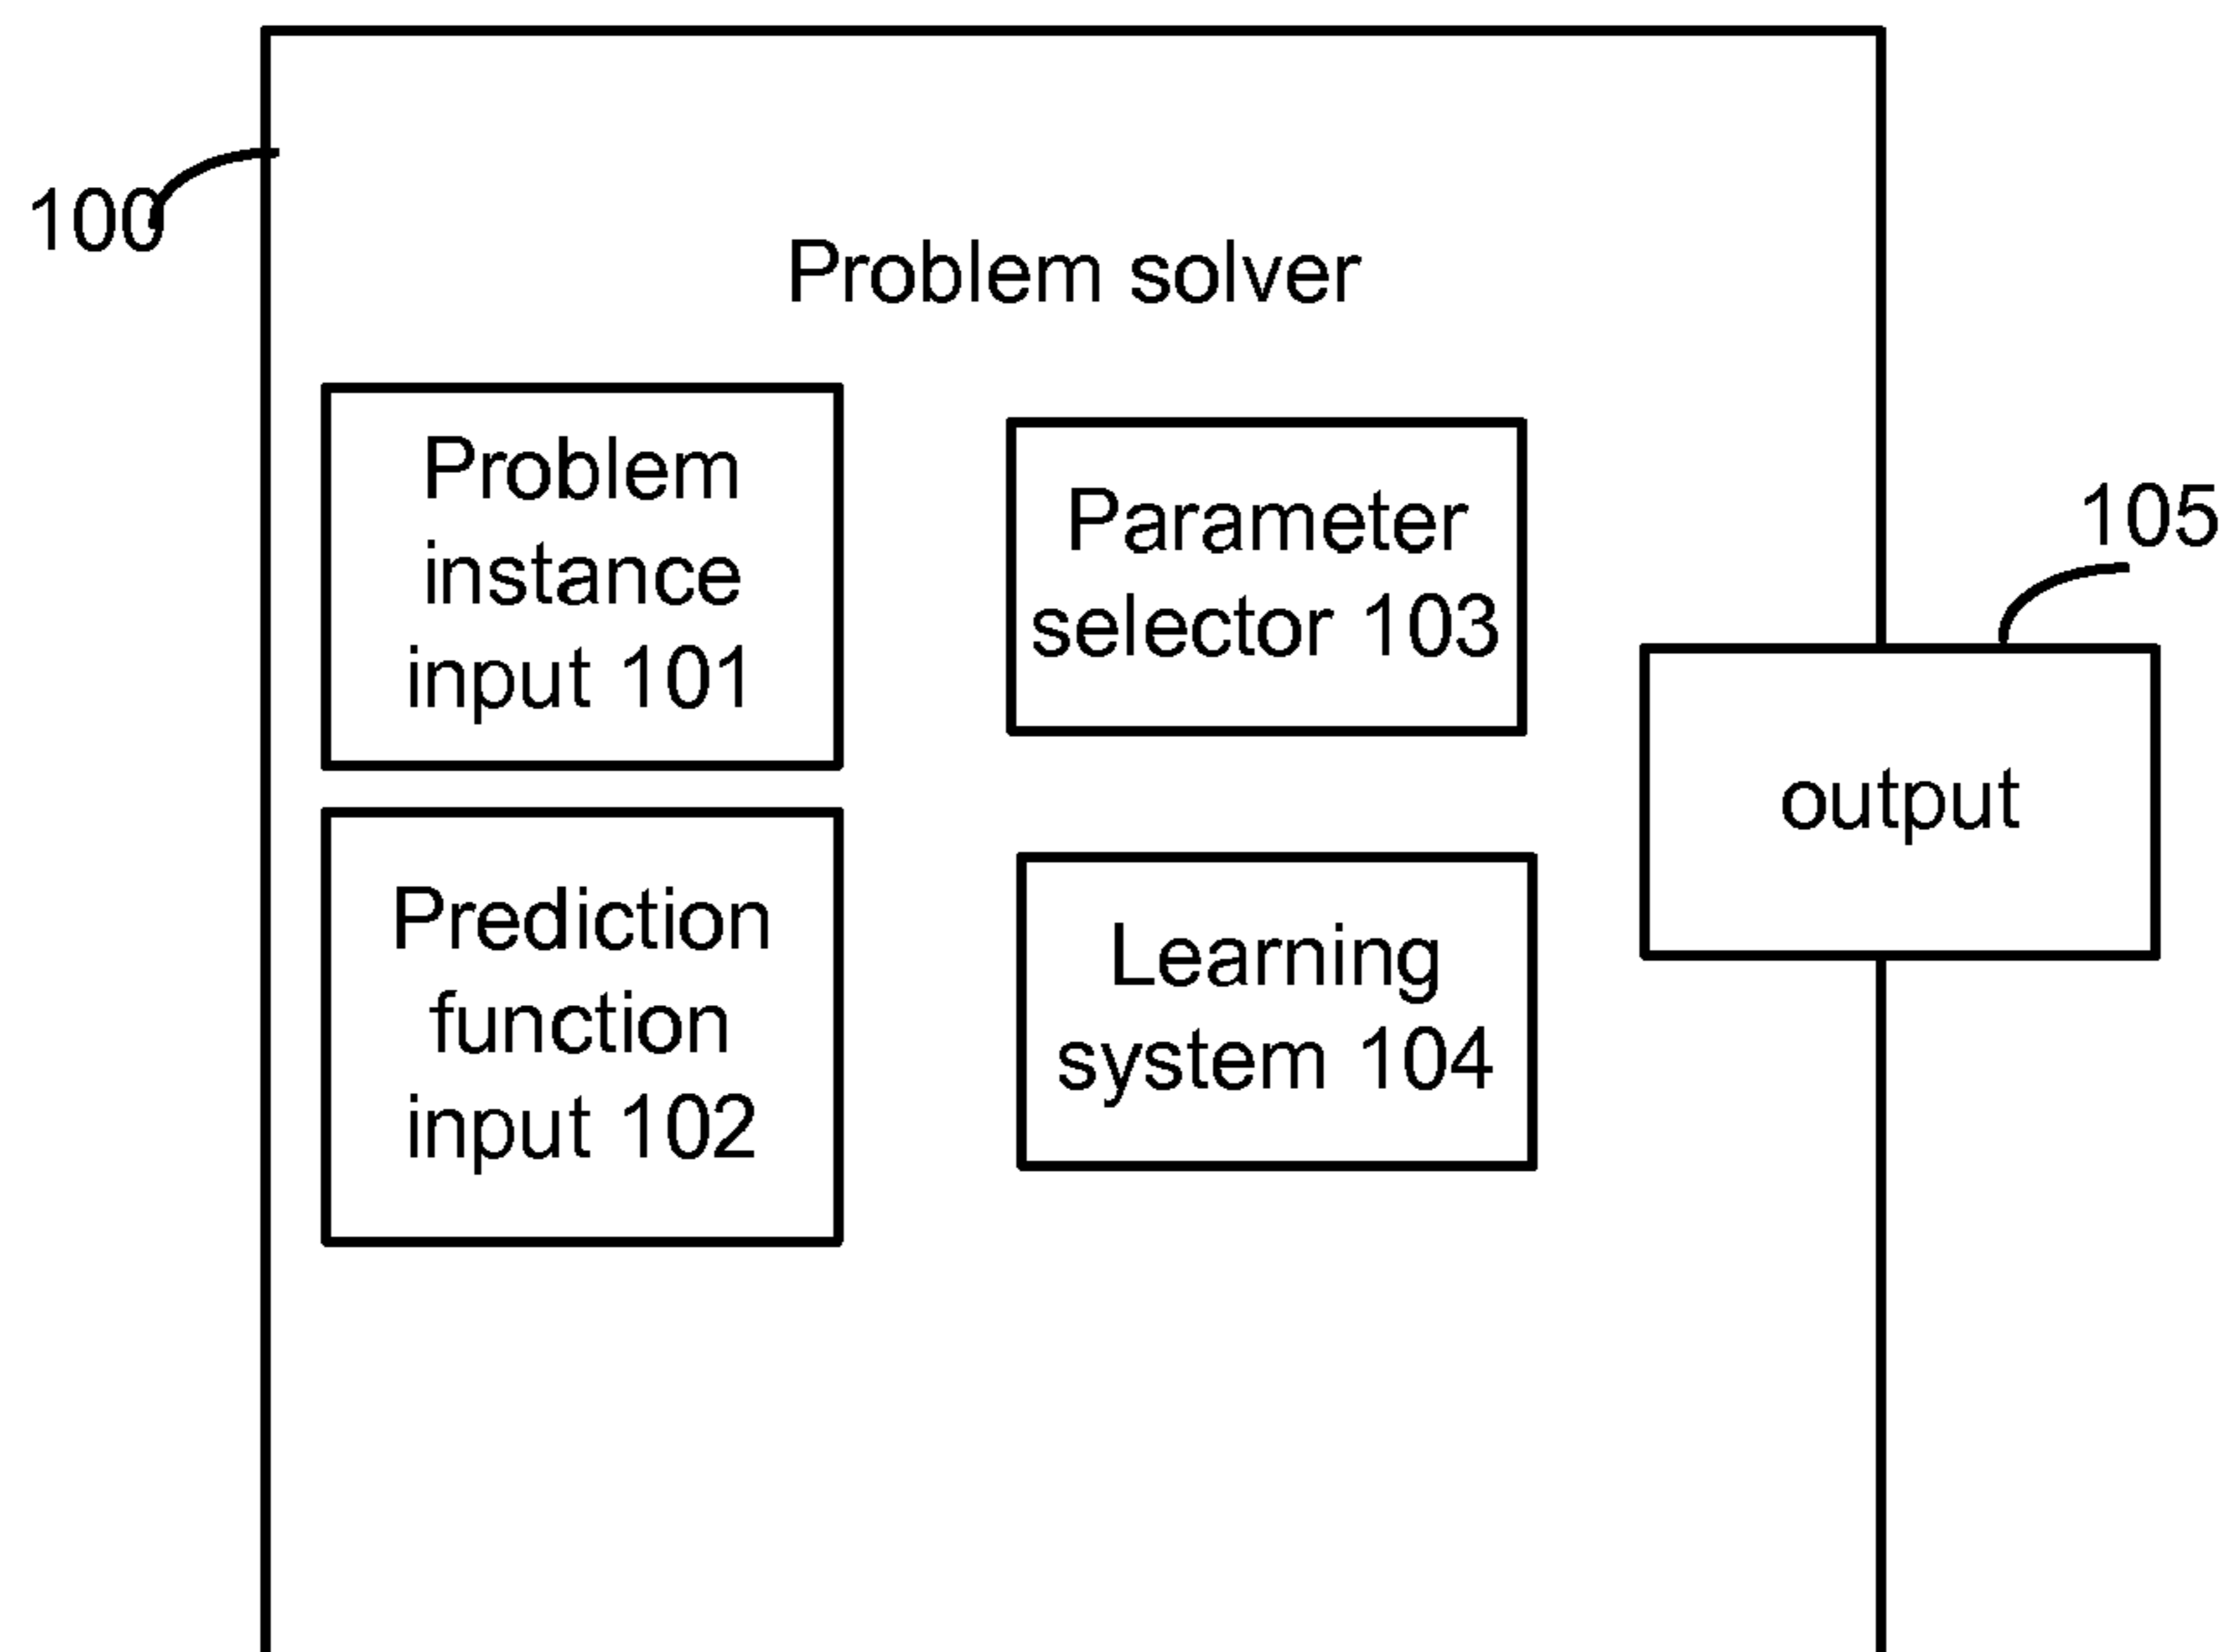 100
Problem solver
Problem
instance
input 101
Parameter
selector 103
105
output
Prediction
function
input 102
Learning
system 104